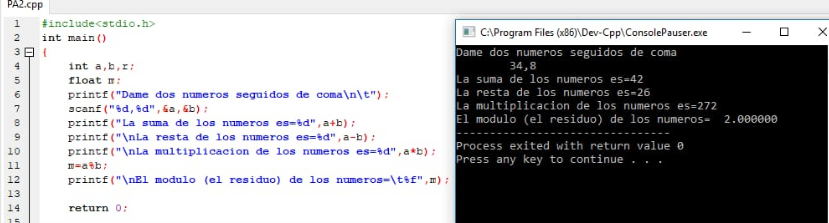 PA2.cpp
1 #include<stdio.h>
2 int main()
3 {
4 int a,b,r;
5 float m;
6 printf("Dame dos numeros seguidos de coma\n\t");
7 scanf("%d,%d",&a,&b);
8 printf("La suma de los numeros es=%d",a+b);
9 printf("\nLa resta de los numeros es=%d",a-b);
10 printf("\nLa multiplicacion de los numeros es=%d",a*b);
11 m=a%b;
12 printf("\nEl modulo (el residuo) de los numeros=\t%f",m);
13
14 return 0;
15
C:\Program Files (x86)\Dev-Cpp\ConsolePauser.exe
Dame dos numeros seguidos de coma
34,8
La suma de los numeros es=42
La resta de los numeros es=26
La multiplicacion de los numeros es=272
El modulo (el residuo) de los numeros= 2.000000
--------------------------------
Process exited with return value 0
Press any key to continue . . .